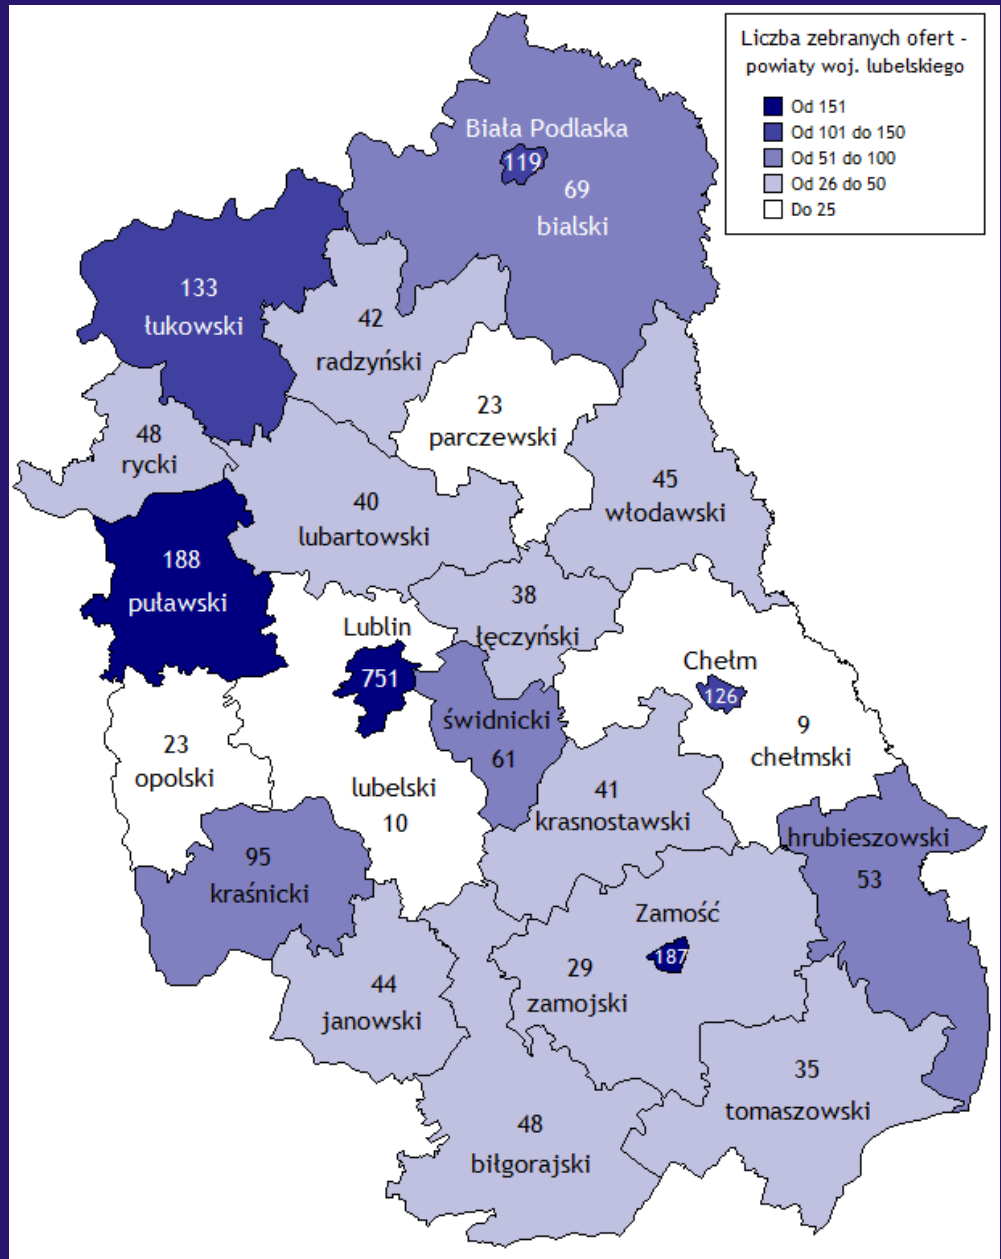 Liczba zebranych ofert -
powiaty woj. lubelskiego
Od 151
Od 101 do 150
Od 51 do 100
Od 26 do 50
Do 25
Biała Podlaska
119
69
bialski
133
łukowski
42
radzyński
23
parczewski
48
rycki
40
lubartowski
45
włodawski
188
puławski
38
łęczyński
Lublin
751
Chełm
126
świdnicki
61
9
chełmski
23
opolski
lubelski
10
41
krasnostawski
hrubieszowski
53
95
kraśnicki
Zamość
187
29
zamojski
44
janowski
35
tomaszowski
48
biłgorajski